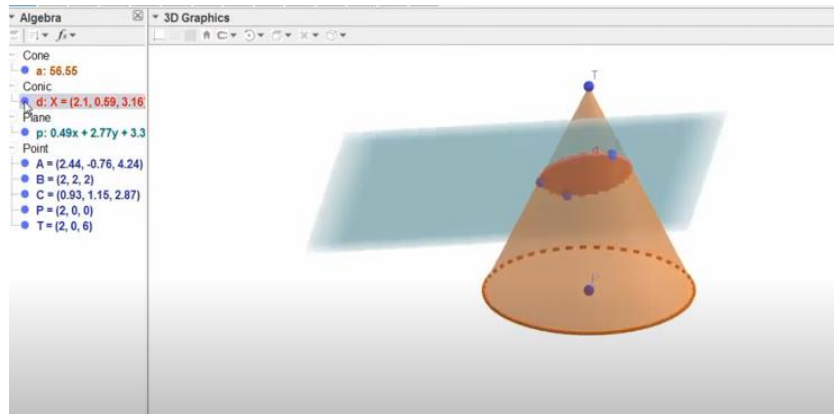 Algebra
3D Graphics
Cone
a: 56.55
Conic
d: X = (2.1, 0.59, 3.16
Plane
p: 0.49x + 2.77y + 3.3
Point
A = (2.44, -0.76, 4.24)
B = (2, 2, 2)
C = (0.93, 1.15, 2.87)
P = (2, 0, 0)
T = (2, 0, 6)
T
P